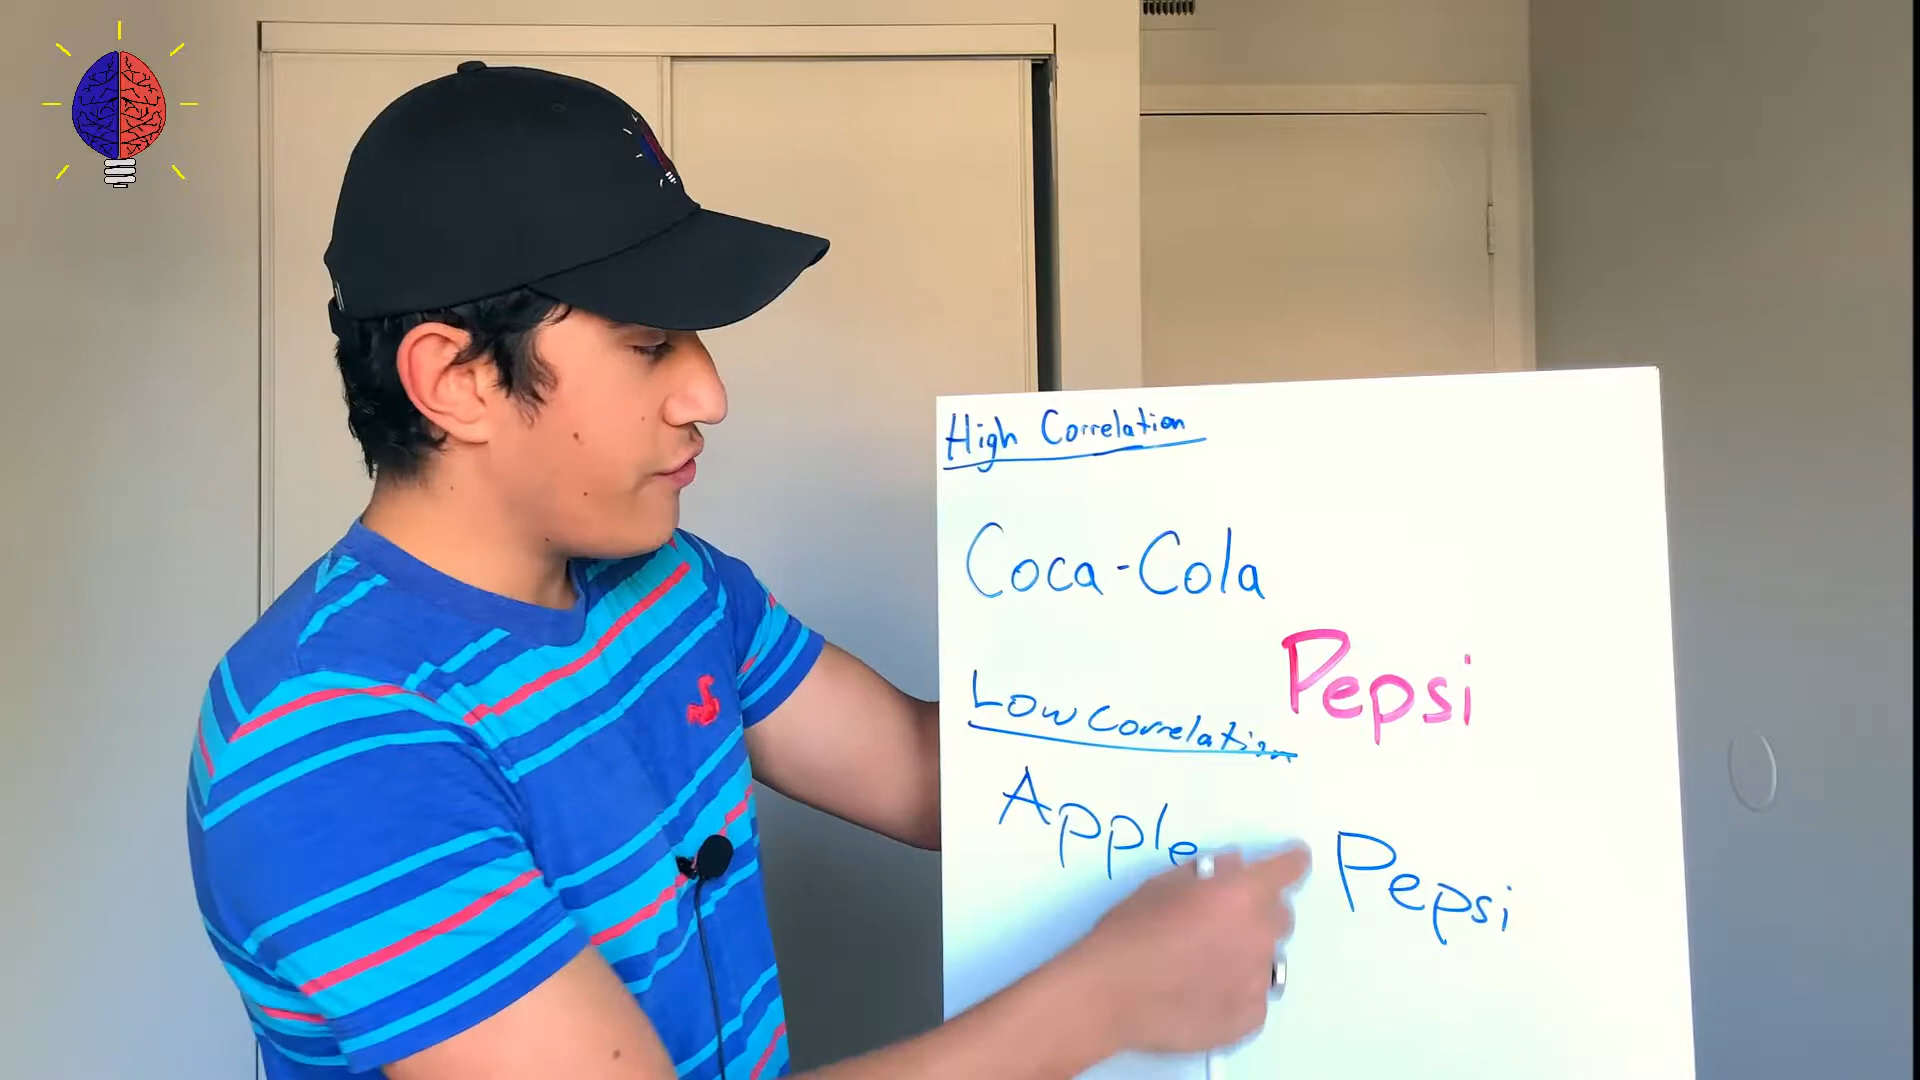 High Correlation
Coca-Cola
Pepsi
Low Correlation
Apple
Pepsi